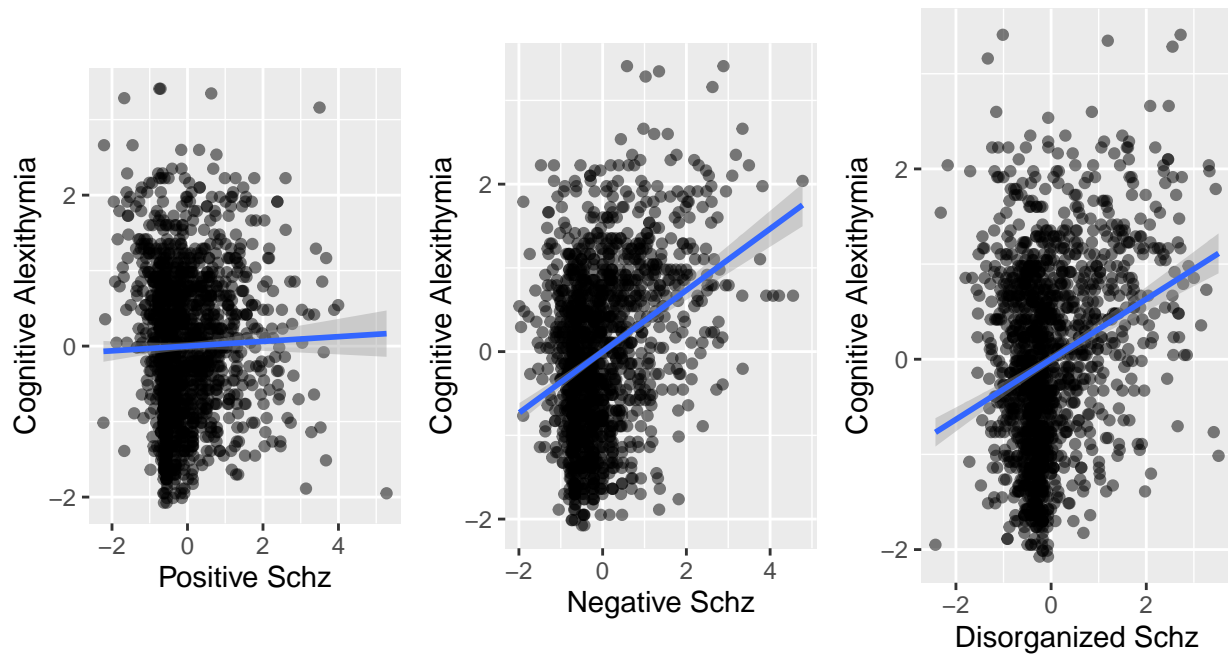 Cognitive Alexithymia
2
0
−2
−2 0 2 4
Positive Schz
Cognitive Alexithymia
2
0
−2
−2 0 2 4
Negative Schz
Cognitive Alexithymia
2
0
−2
−2 0 2
Disorganized Schz